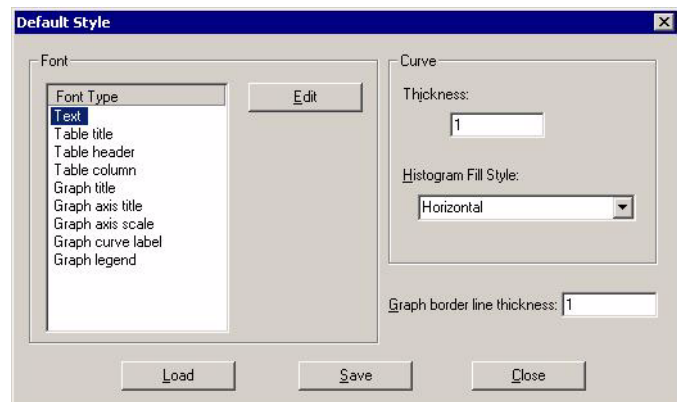 Default Style
Font
Font Type
Text
Table title
Table header
Table column
Graph title
Graph axis title
Graph axis scale
Graph curve label
Graph legend
Edit
Curve
Thickness:
1
Histogram Fill Style:
Horizontal
Graph border line thickness: 1
Load
Save
Close